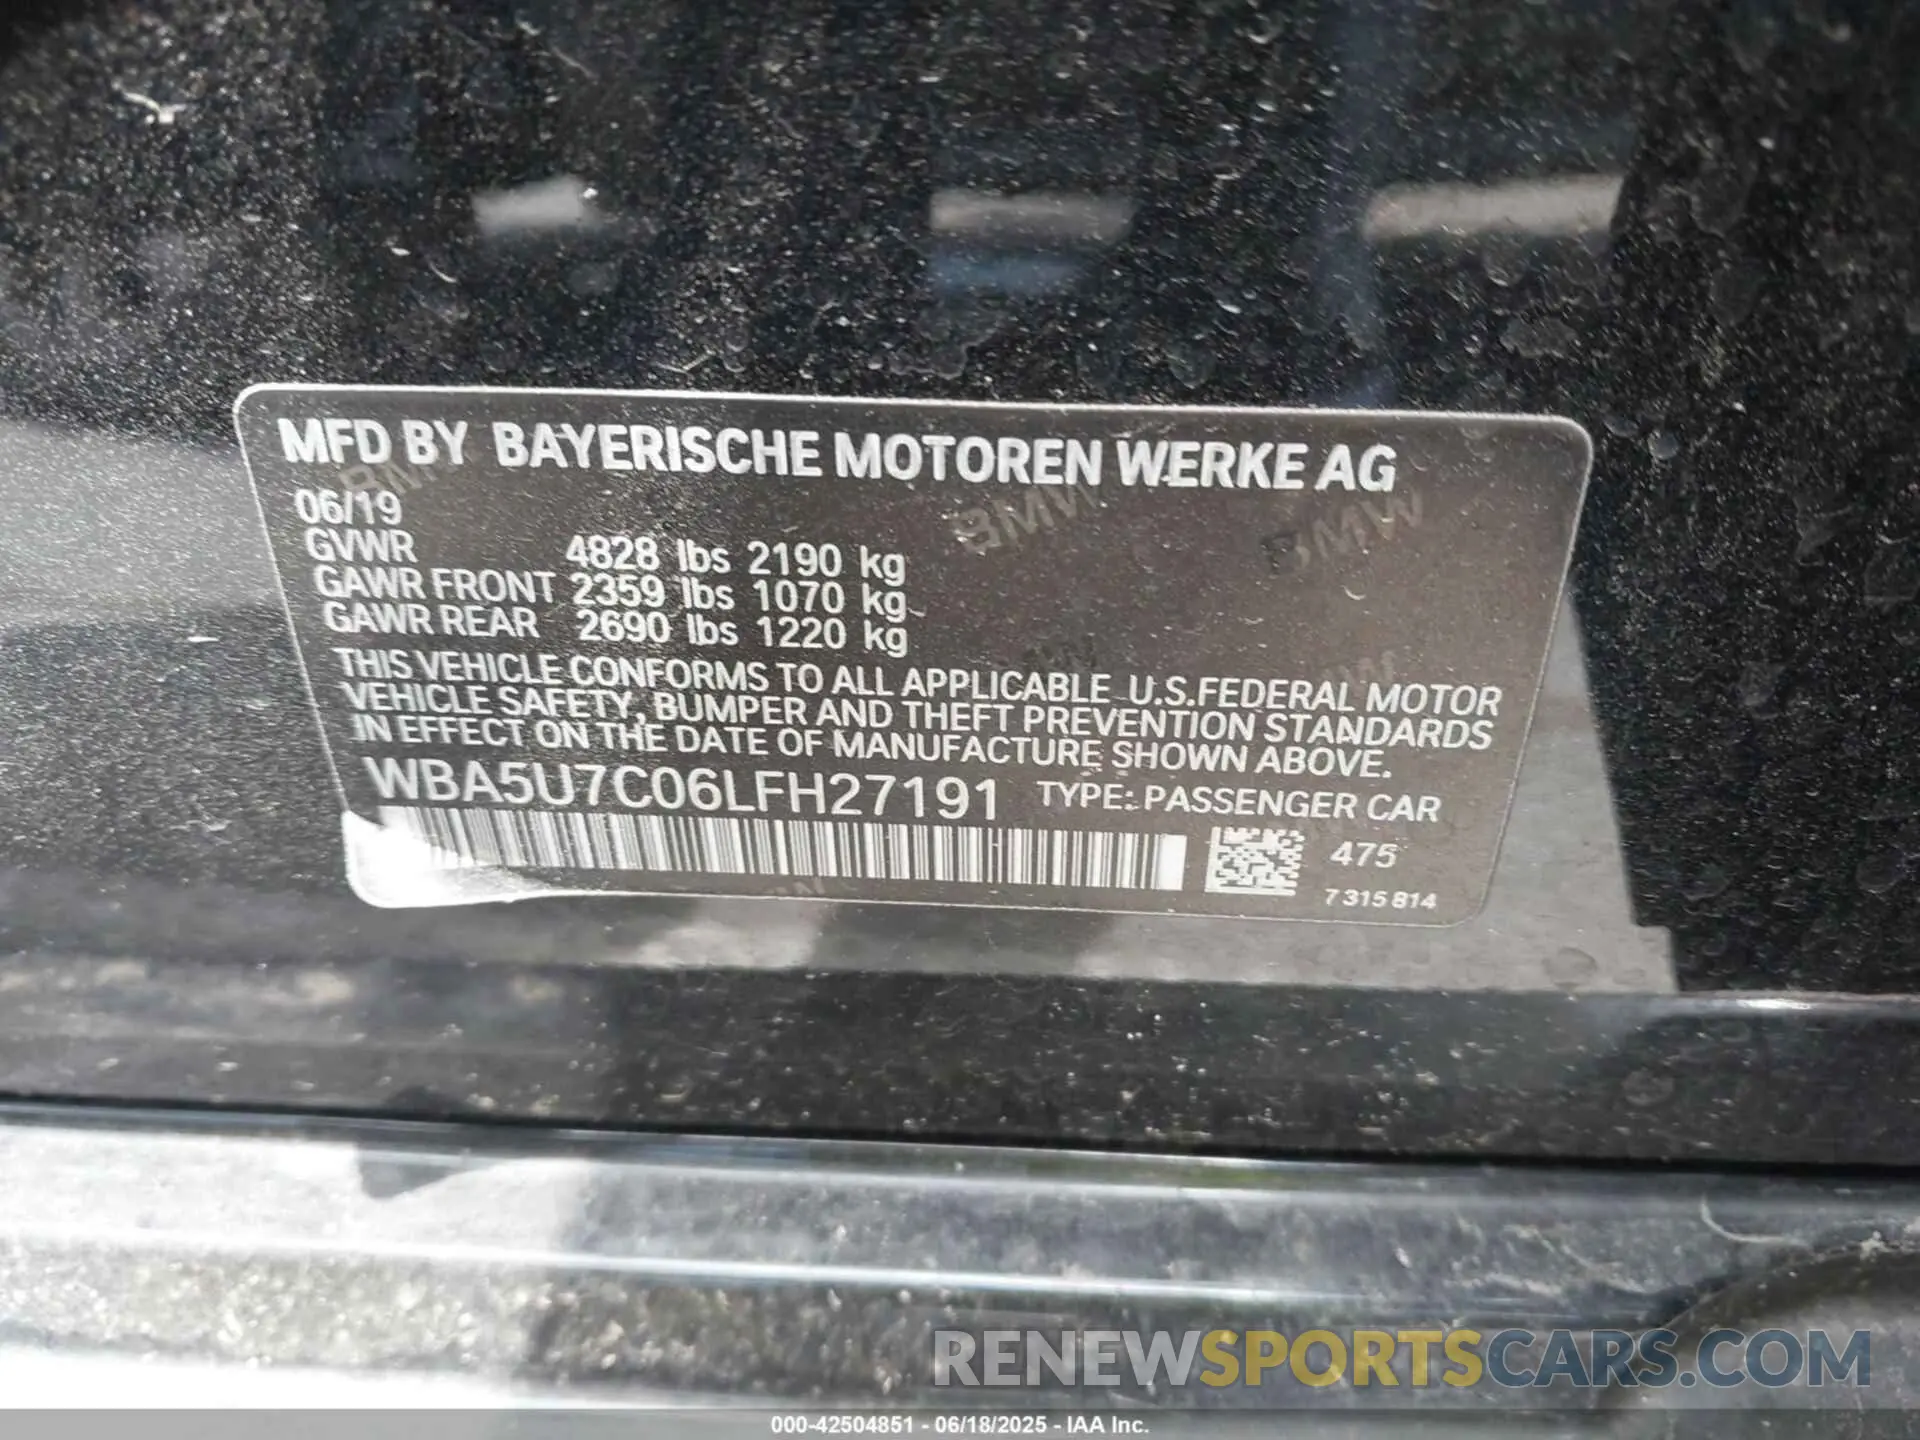 MFD BY BAYERISCHE MOTOREN WERKE AG
06/19
GVWR 4828 lbs 2190 kg
GAWR FRONT 2359 lbs 1070 kg
GAWR REAR 2690 lbs 1220 kg
THIS VEHICLE CONFORMS TO ALL APPLICABLE U.S.FEDERAL MOTOR
VEHICLE SAFETY, BUMPER AND THEFT PREVENTION STANDARDS
IN EFFECT ON THE DATE OF MANUFACTURE SHOWN ABOVE.
WBA5U7C06LFH27191 TYPE: PASSENGER CAR
475
7 315 814
RENEWSPORTSCARS.COM
000-42504851 - 06/18/2025 - IAA Inc.